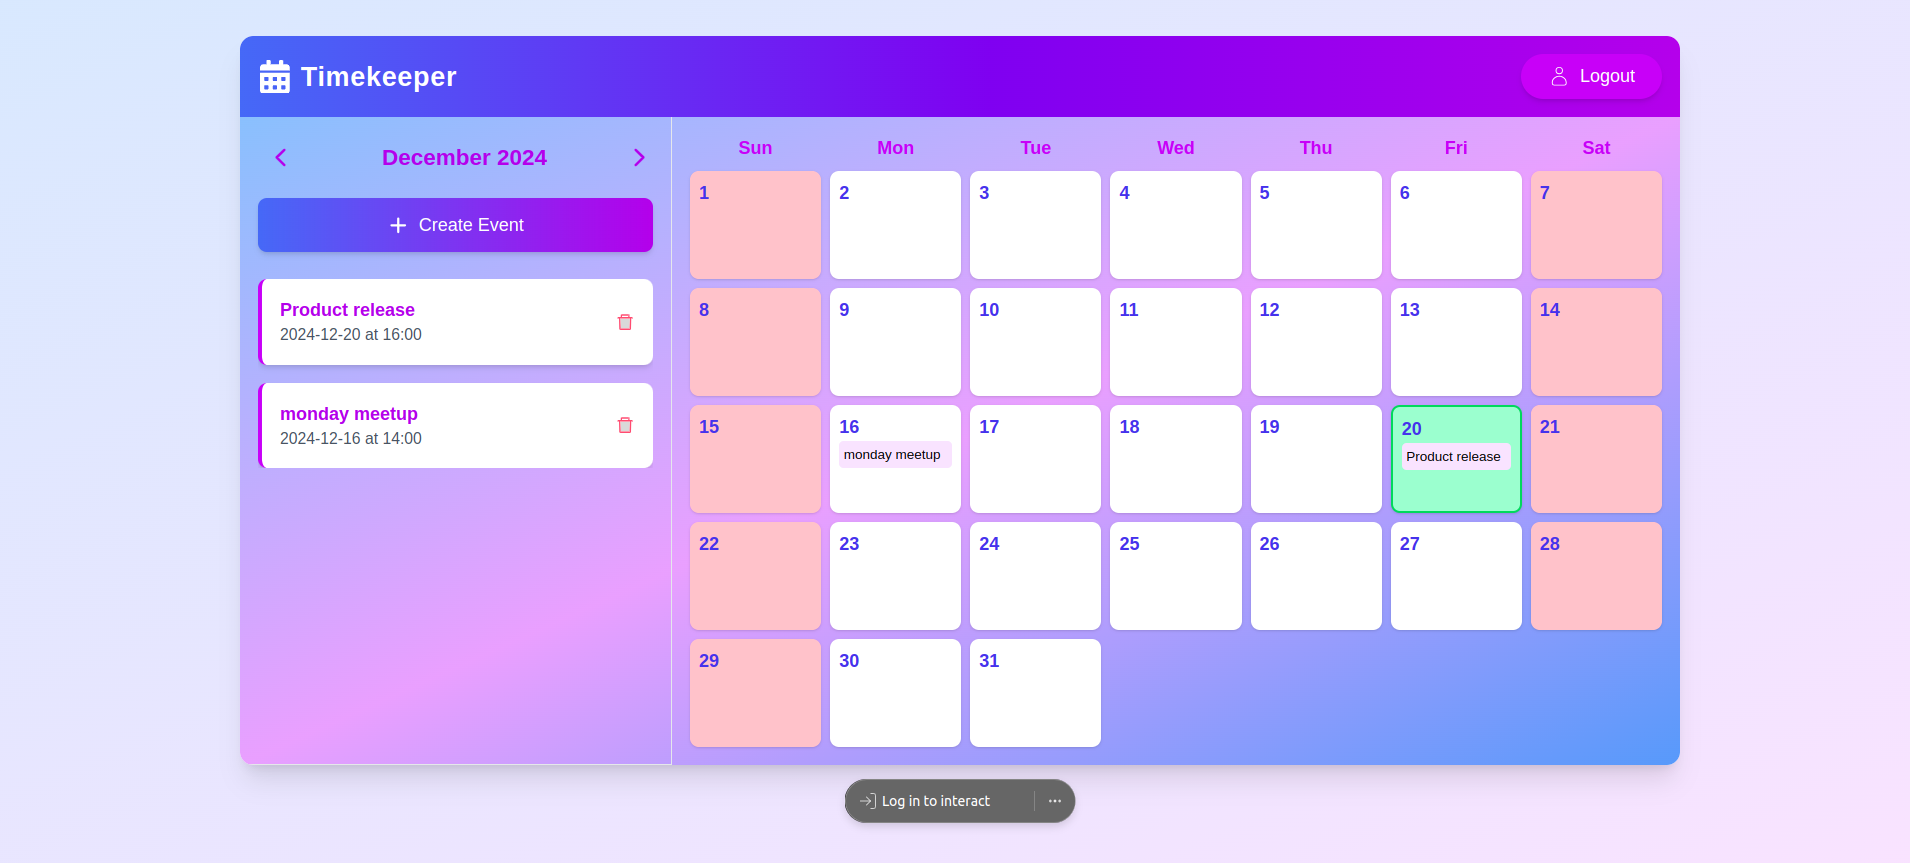 Timekeeper
Logout
December 2024
Create Event
Product release
2024-12-20 at 16:00
monday meetup
2024-12-16 at 14:00
Sun Mon Tue Wed Thu Fri Sat
1 2 3 4 5 6 7
8 9 10 11 12 13 14
15 16 17 18 19 20 21
monday meetup Product release
22 23 24 25 26 27 28
29 30 31
Log in to interact